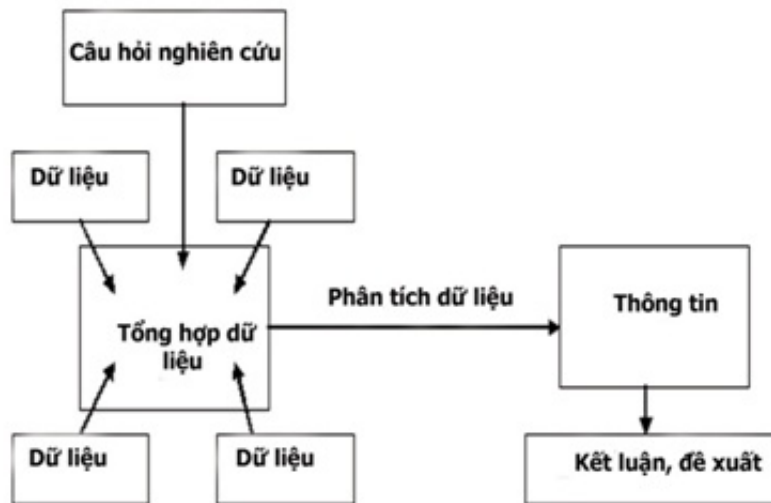 Câu hỏi nghiên cứu
Dữ liệu
Dữ liệu
Tổng hợp dữ
liệu
Phân tích dữ liệu
Thông tin
Dữ liệu
Dữ liệu
Kết luận, đề xuất